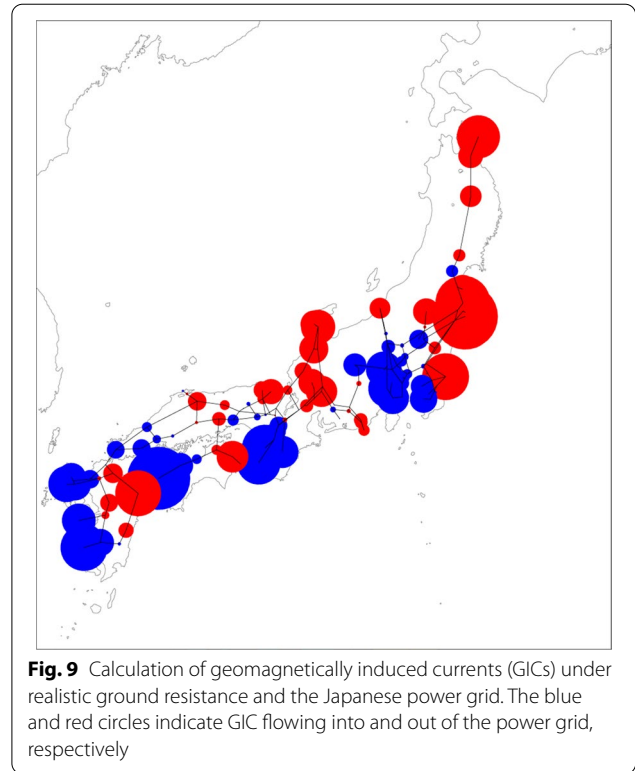 Fig. 9 Calculation of geomagnetically induced currents (GICs) under
realistic ground resistance and the Japanese power grid. The blue
and red circles indicate GIC flowing into and out of the power grid,
respectively